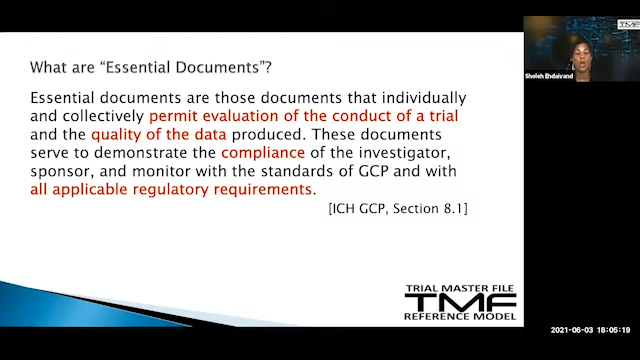 What are “Essential Documents”?
Essential documents are those documents that individually
and collectively permit evaluation of the conduct of a trial
and the quality of the data produced. These documents
serve to demonstrate the compliance of the investigator,
sponsor, and monitor with the standards of GCP and with
all applicable regulatory requirements.
[ICH GCP, Section 8.1]
TRIAL MASTER FILE
TMF
REFERENCE MODEL
TMF
Sholeh Ehdaivand
2021-06-03 18:05:19